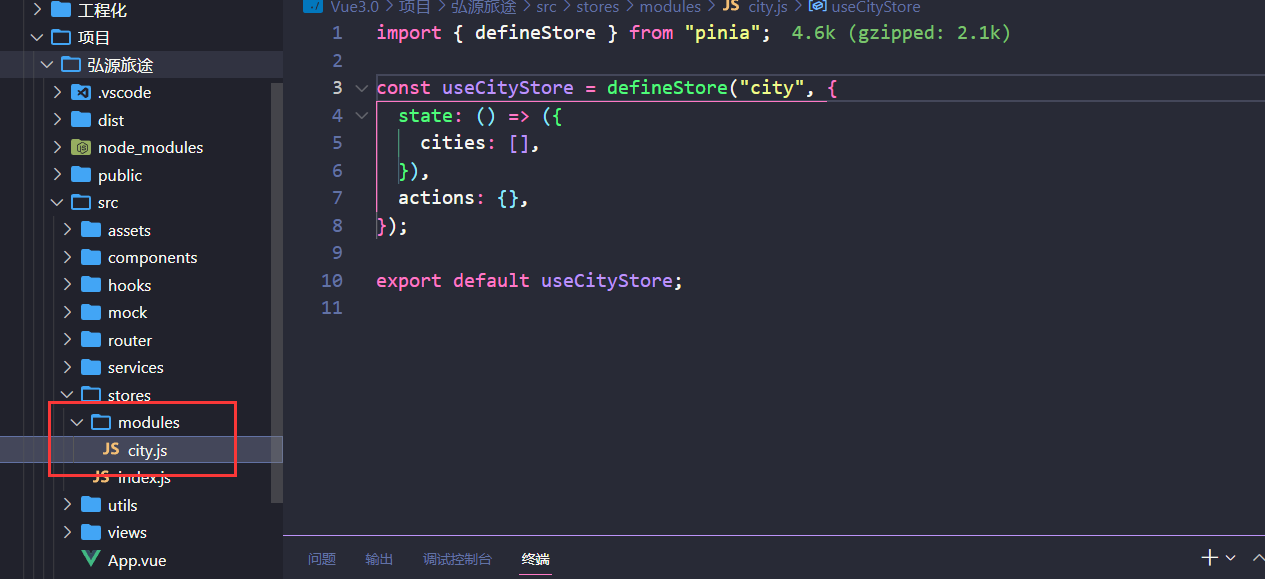 工程化
项目
弘源旅途
.vscode
dist
node_modules
public
src
assets
components
hooks
mock
router
services
stores
modules
JS city.js
JS index.js
utils
views
App.vue
Vue3.0 > 项目 > 弘源旅途 > src > stores > modules > JS city.js > useCityStore
1 import { defineStore } from "pinia"; 4.6k (gzipped: 2.1k)
2
3 const useCityStore = defineStore("city", {
4 state: () => ({
5 cities: [],
6 }),
7 actions: {},
8 });
9
10 export default useCityStore;
11
问题 输出 调试控制台 终端